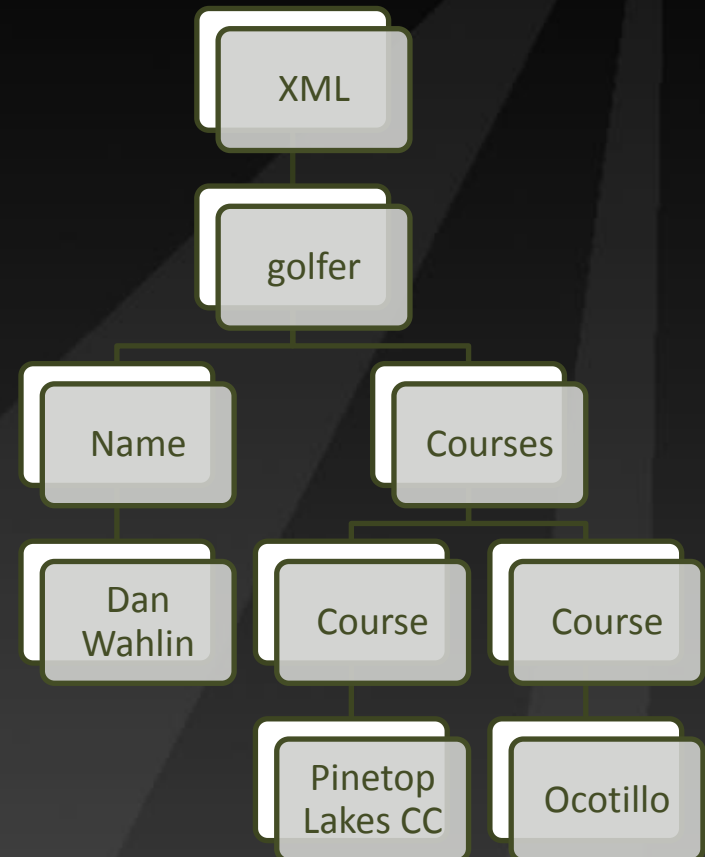 XML
golfer
Name
Courses
Dan
Wahlin
Course
Course
Pinetop
Lakes CC
Ocotillo